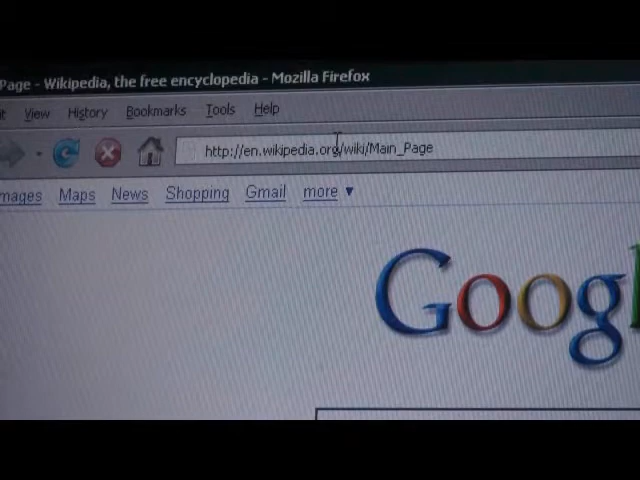 Page - Wikipedia, the free encyclopedia - Mozilla Firefox
View History Bookmarks Tools Help
http://en.wikipedia.org/wiki/Main_Page
mages Maps News Shopping Gmail more ▼
Googl